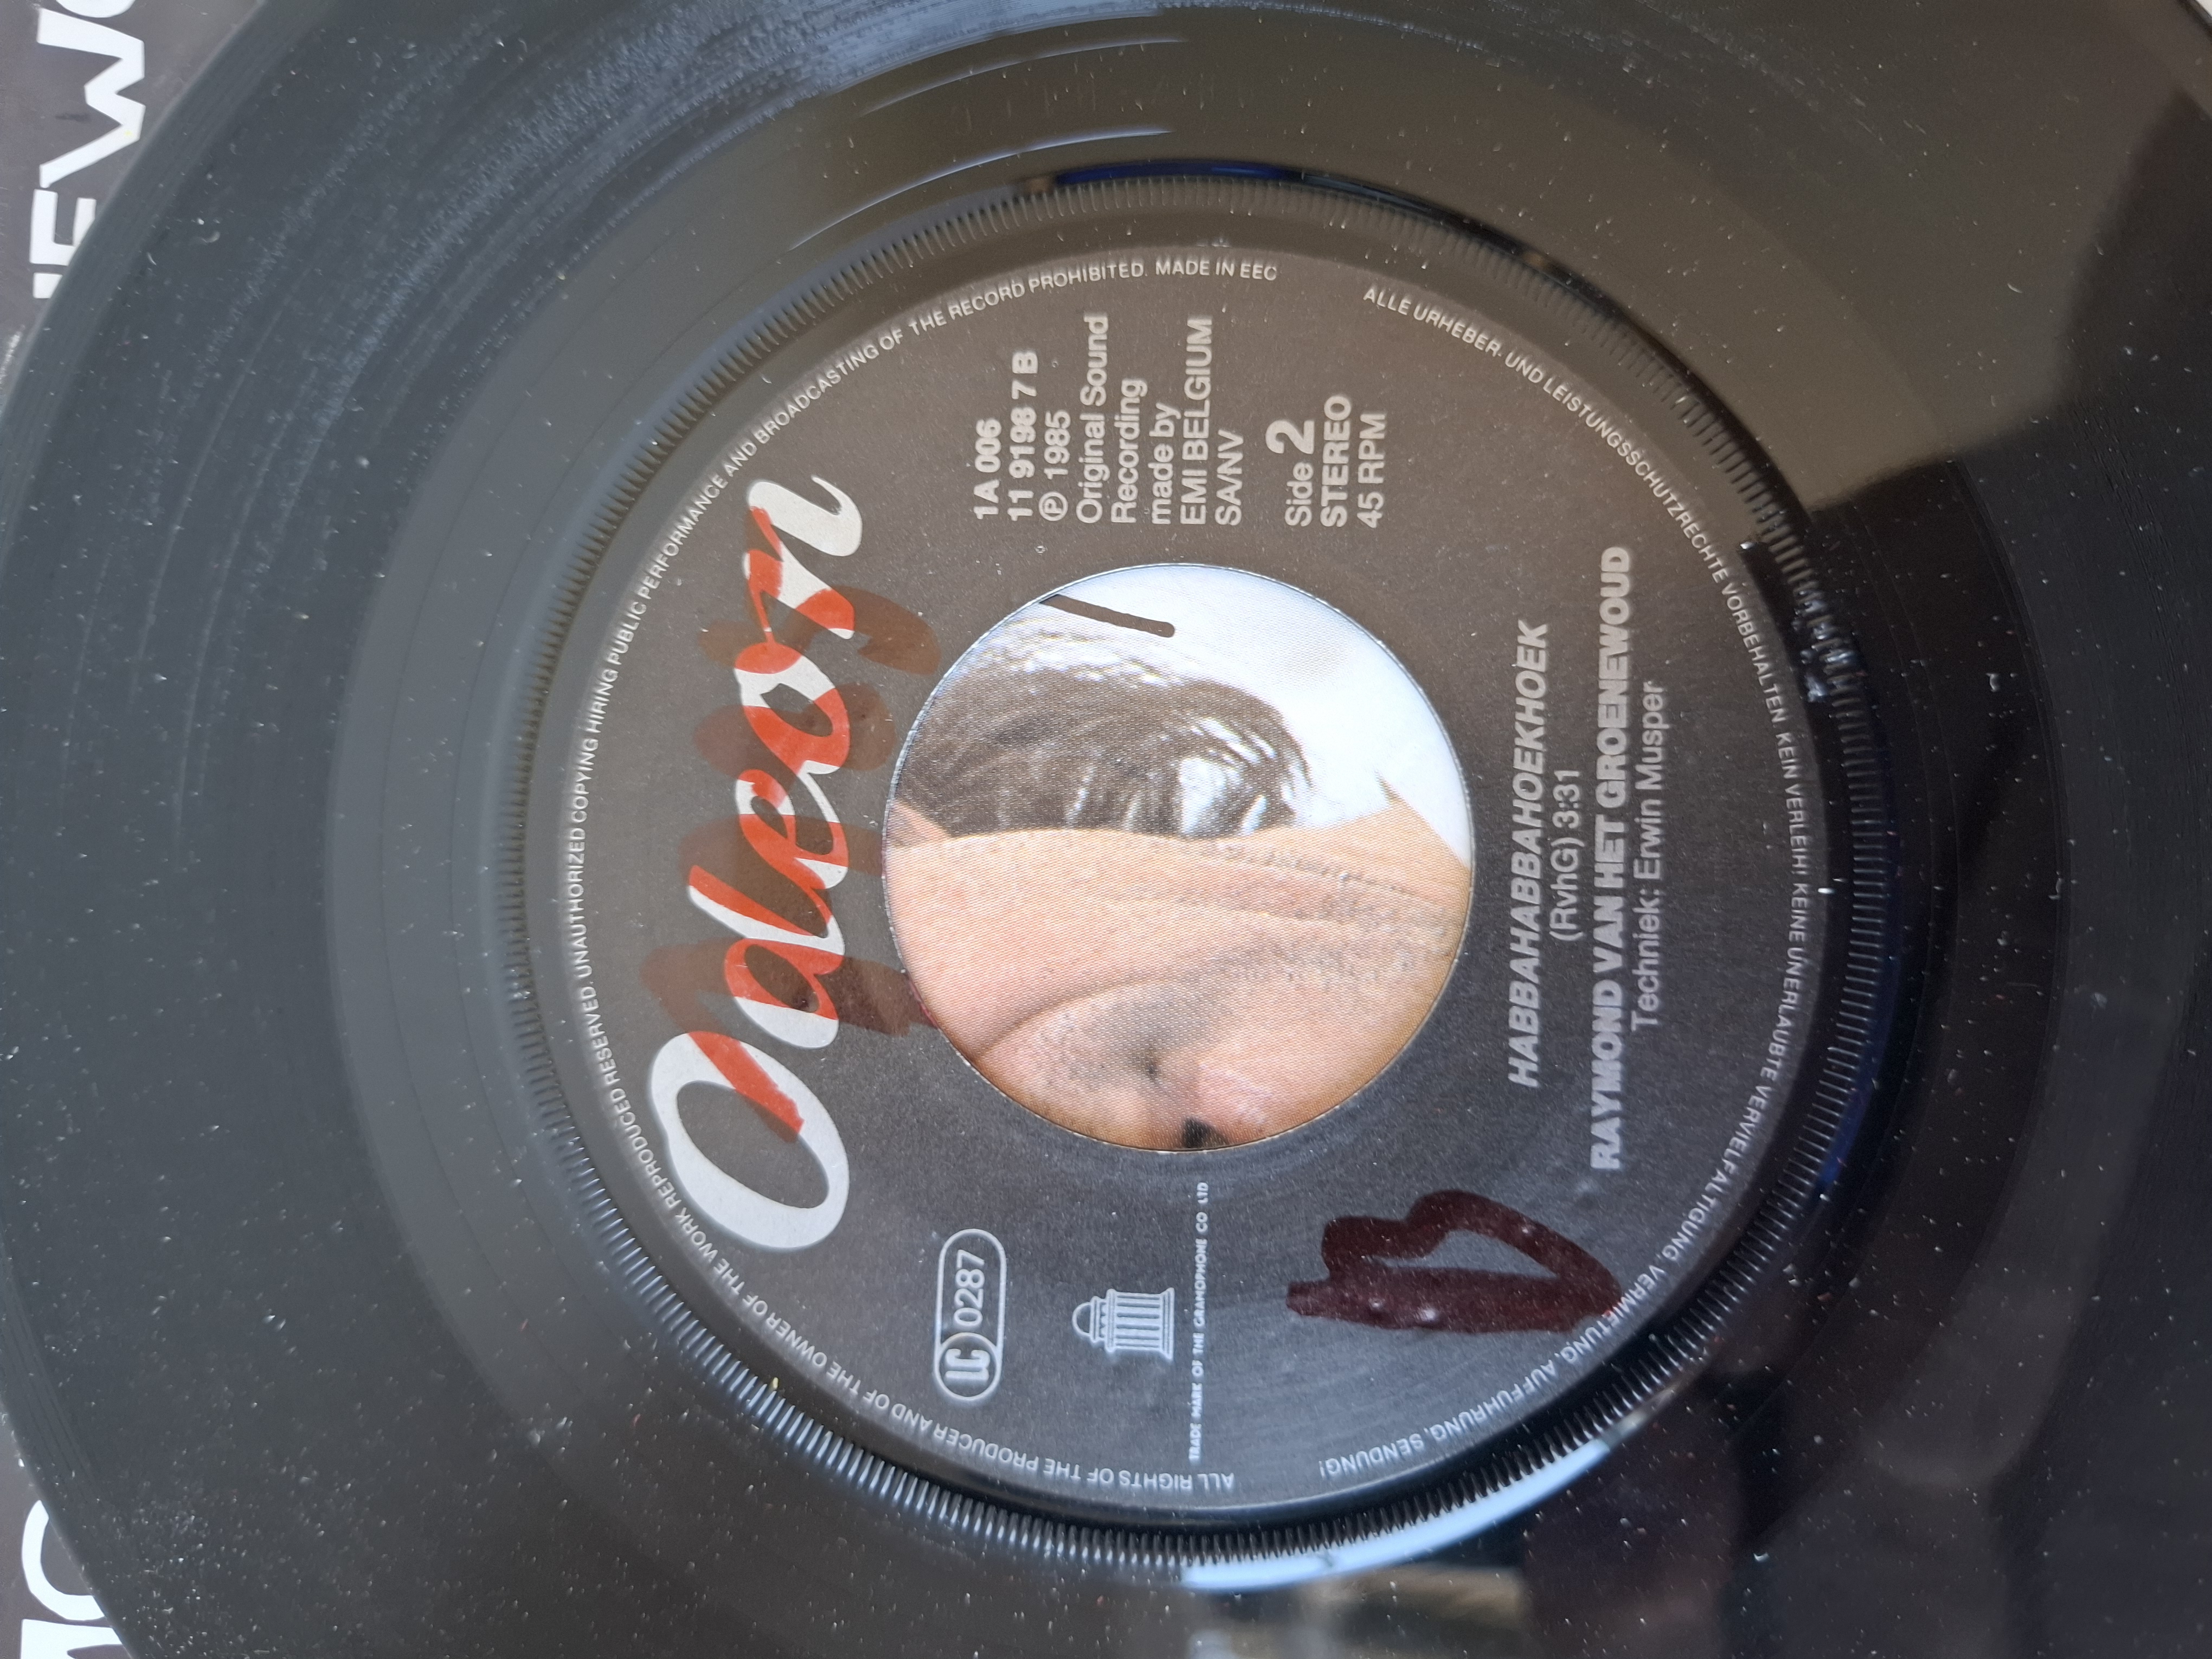 Odeon
1A 006
11 9198 7 B
Ⓟ 1985
Original Sound
Recording
made by
EMI BELGIUM
SA/NV
Side 2
STEREO
45 RPM
LC 0287
TRADE MARK OF THE GRAMOPHONE CO LTD
B
HABBAHABBAHOEKHOEK
(RvhG) 3:31
RAYMOND VAN HET GROENEWOUD
Techniek: Erwin Musper
ALL RIGHTS OF THE PRODUCER AND OF THE OWNER OF THE WORK REPRODUCED RESERVED. UNAUTHORIZED COPYING HIRING PUBLIC PERFORMANCE AND BROADCASTING OF THE RECORD PROHIBITED. MADE IN EEC
ALLE URHEBER- UND LEISTUNGSSCHUTZRECHTE VORBEHALTEN KEIN VERLEIH! KEINE UNERLAUBTE VERVIELFÄLTIGUNG, VERMIETUNG, AUFFÜHRUNG, SENDUNG!